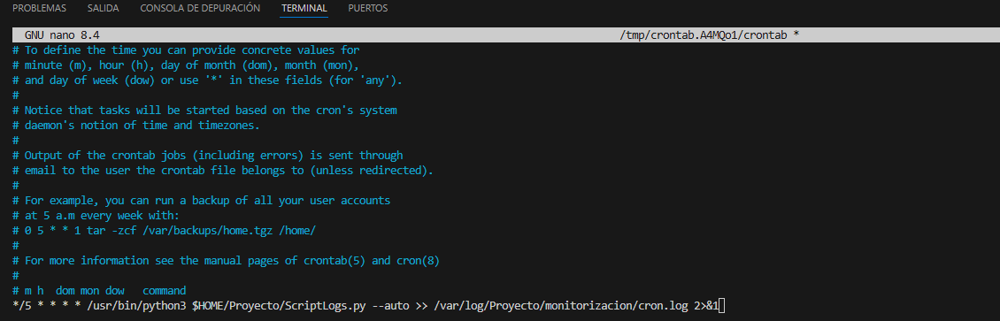 PROBLEMAS SALIDA CONSOLA DE DEPURACIÓN TERMINAL PUERTOS
GNU nano 8.4 /tmp/crontab.A4MQo1/crontab *
# To define the time you can provide concrete values for
# minute (m), hour (h), day of month (dom), month (mon),
# and day of week (dow) or use '*' in these fields (for 'any').
#
# Notice that tasks will be started based on the cron's system
# daemon's notion of time and timezones.
#
# Output of the crontab jobs (including errors) is sent through
# email to the user the crontab file belongs to (unless redirected).
#
# For example, you can run a backup of all your user accounts
# at 5 a.m every week with:
# 0 5 * * 1 tar -zcf /var/backups/home.tgz /home/
#
# For more information see the manual pages of crontab(5) and cron(8)
#
# m h  dom mon dow   command
*/5 * * * * /usr/bin/python3 $HOME/Proyecto/ScriptLogs.py --auto >> /var/log/Proyecto/monitorizacion/cron.log 2>&1